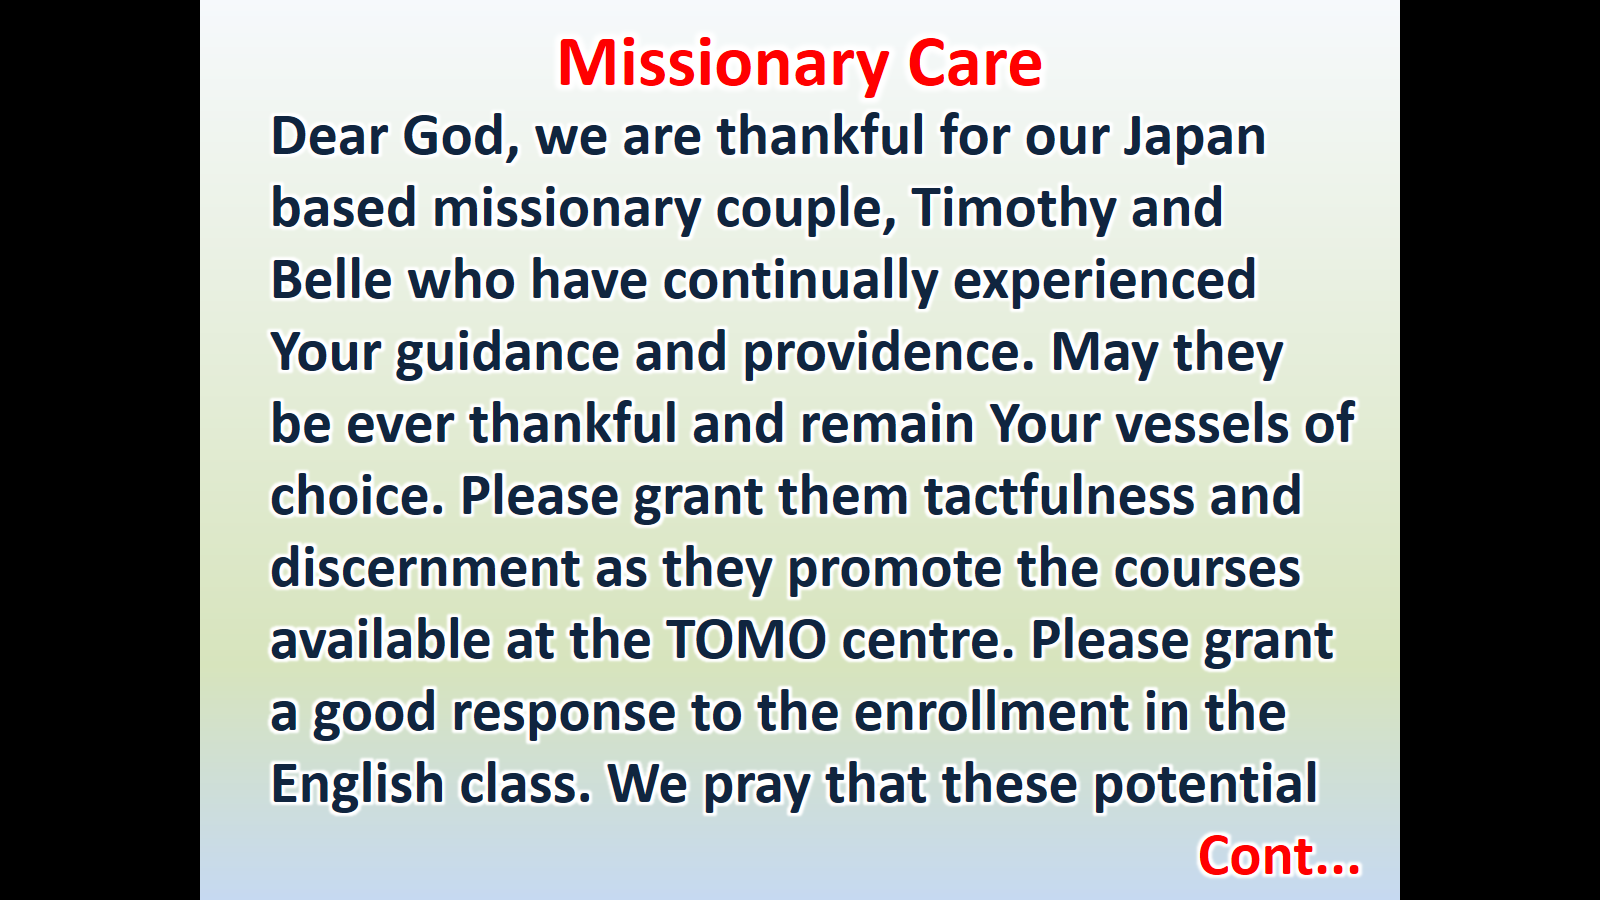 Missionary Care
Dear God, we are thankful for our Japan
based missionary couple, Timothy and
Belle who have continually experienced
Your guidance and providence. May they
be ever thankful and remain Your vessels of
choice. Please grant them tactfulness and
discernment as they promote the courses
available at the TOMO centre. Please grant
a good response to the enrollment in the
English class. We pray that these potential
Cont...